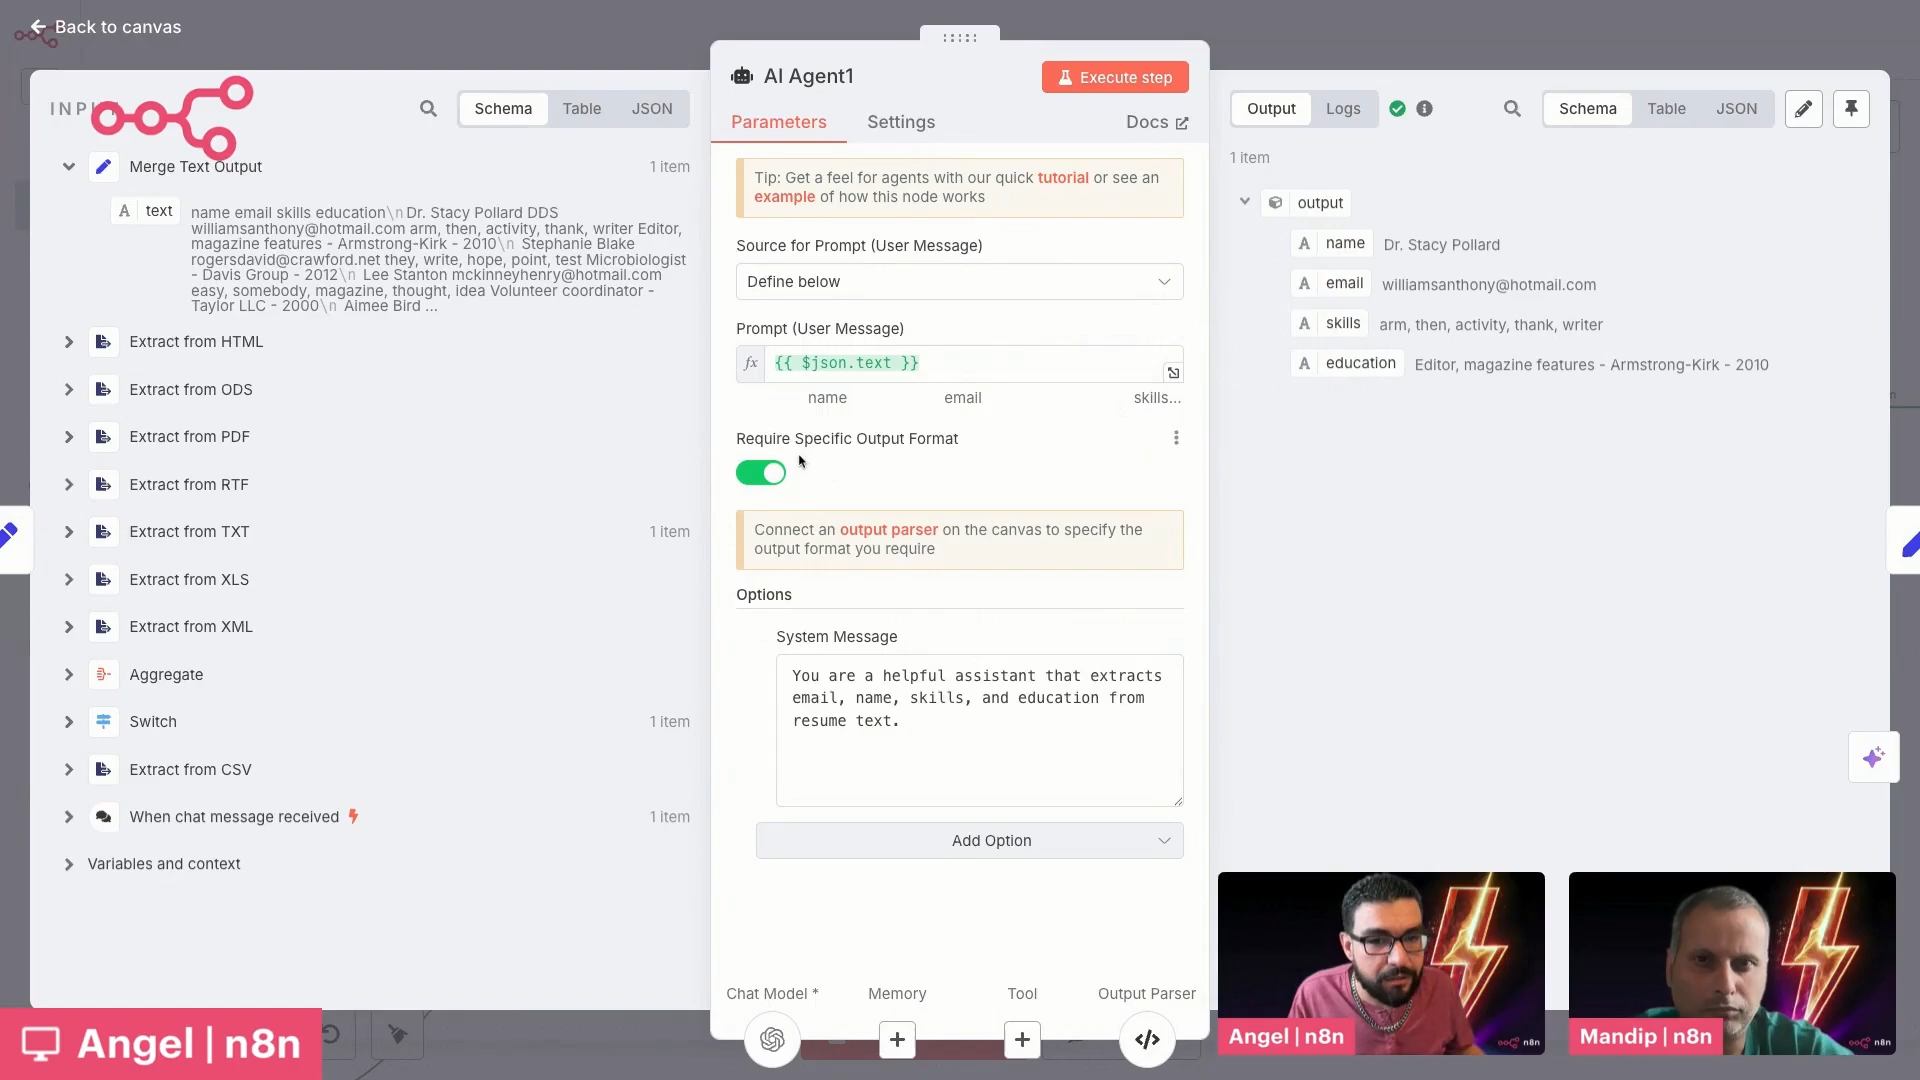 Back to canvas
INPU
Schema
Table
JSON
Merge Text Output
1 item
A text
name email skills education\n Dr. Stacy Pollard DDS
williamsanthony@hotmail.com arm, then, activity, thank, writer Editor,
magazine features - Armstrong-Kirk - 2010\n Stephanie Blake
rogersdavid@crawford.net they, write, hope, point, test Microbiologist
- Davis Group - 2012\n Lee Stanton mckinneyhenry@hotmail.com
easy, somebody, magazine, thought, idea Volunteer coordinator -
Taylor LLC - 2000\n Aimee Bird ...
Extract from HTML
Extract from ODS
Extract from PDF
Extract from RTF
Extract from TXT
1 item
Extract from XLS
Extract from XML
Aggregate
Switch
1 item
Extract from CSV
When chat message received
1 item
Variables and context
AI Agent1
Execute step
Parameters
Settings
Docs
Tip: Get a feel for agents with our quick tutorial or see an
example of how this node works
Source for Prompt (User Message)
Define below
Prompt (User Message)
fx
{{ $json.text }}
name email skills...
Require Specific Output Format
Connect an output parser on the canvas to specify the
output format you require
Options
System Message
You are a helpful assistant that extracts
email, name, skills, and education from
resume text.
Add Option
Chat Model *
Memory
Tool
Output Parser
Output
Logs
Schema
Table
JSON
1 item
output
A name Dr. Stacy Pollard
A email williamsanthony@hotmail.com
A skills arm, then, activity, thank, writer
A education Editor, magazine features - Armstrong-Kirk - 2010
Angel | n8n
Angel | n8n
n8n
Mandip | n8n
n8n